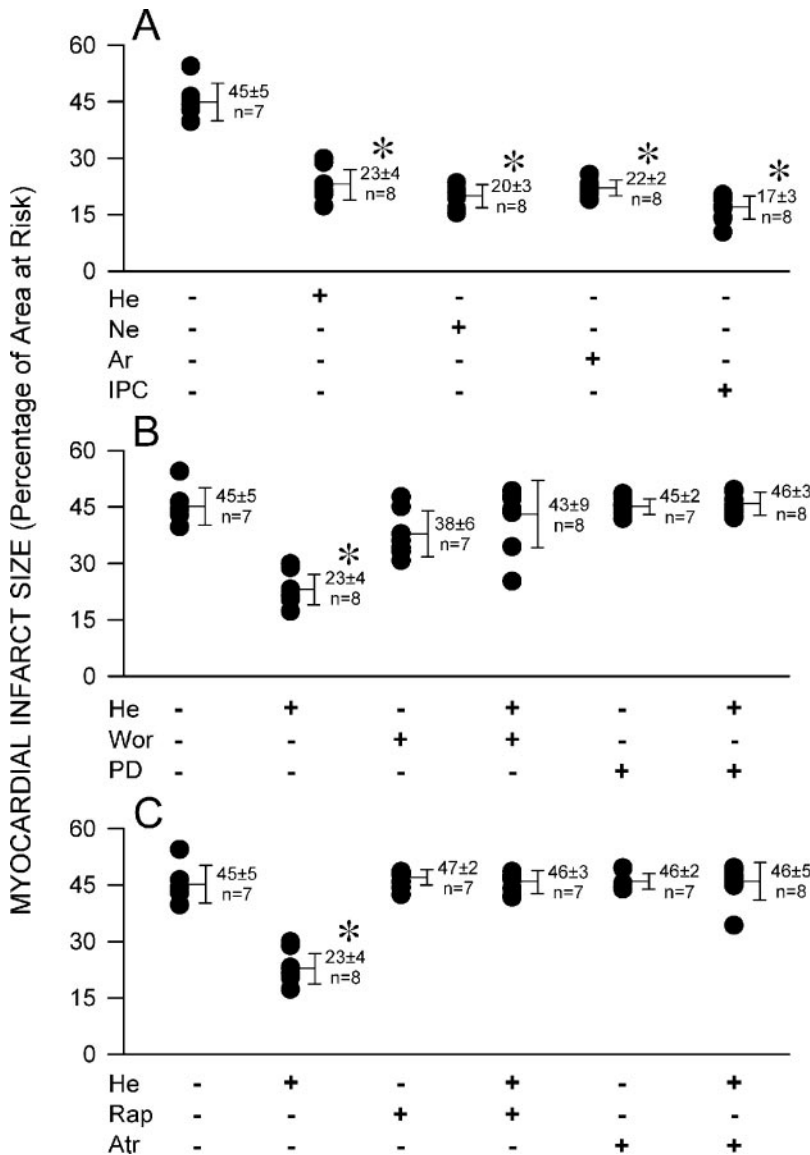 MYOCARDIAL INFARCT SIZE (Percentage of Area at Risk)
A
60
45
30
15
0
45±5
n=7
*
23±4
n=8
*
20±3
n=8
*
22±2
n=8
*
17±3
n=8
He - + - - -
Ne - - + - -
Ar - - - + -
IPC - - - - +
B
60
45
30
15
0
45±5
n=7
*
23±4
n=8
38±6
n=7
43±9
n=8
45±2
n=7
46±3
n=8
He - + - + - +
Wor - - + + - -
PD - - - - + +
C
60
45
30
15
0
45±5
n=7
*
23±4
n=8
47±2
n=7
46±3
n=7
46±2
n=7
46±5
n=8
He - + - + - +
Rap - - + + - -
Atr - - - - + +